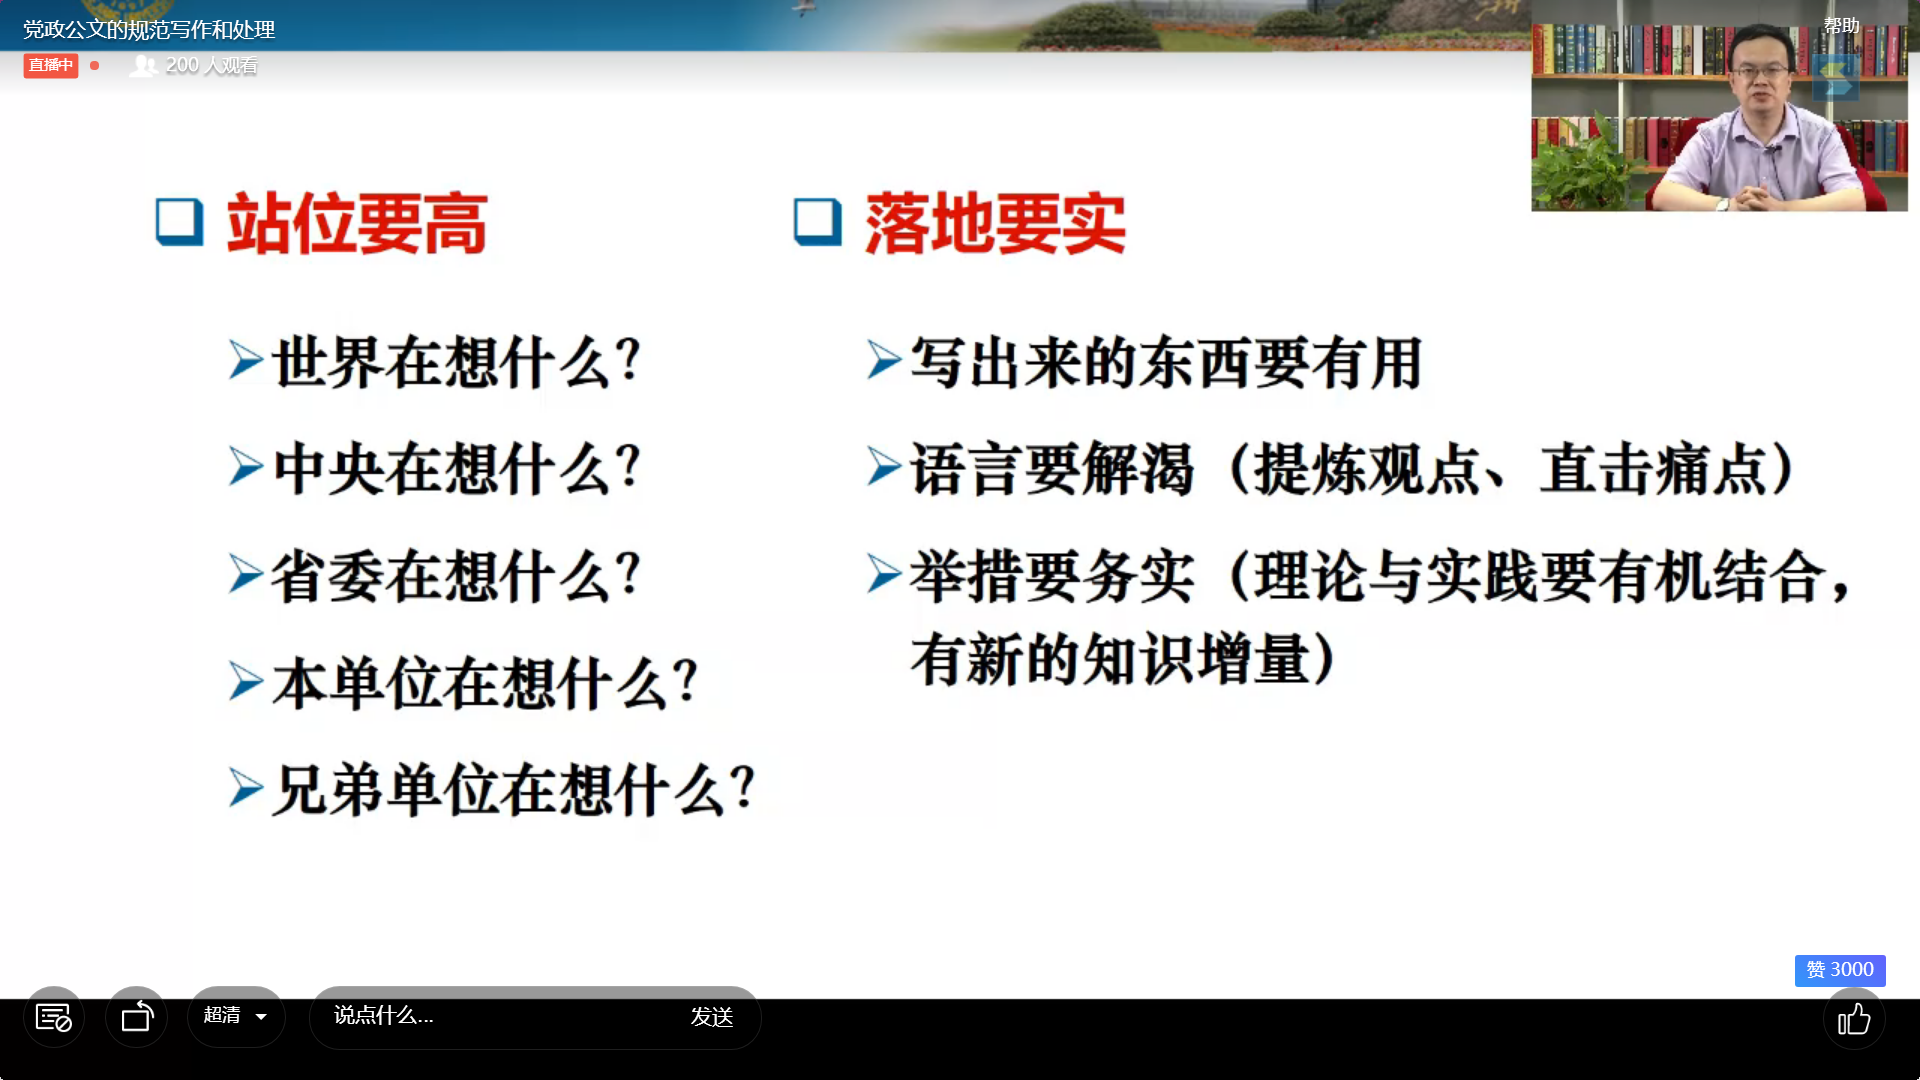 党政公文的规范写作和处理
帮助
直播中
200 人观看
站位要高
世界在想什么？
中央在想什么？
省委在想什么？
本单位在想什么？
兄弟单位在想什么？
落地要实
写出来的东西要有用
语言要解渴（提炼观点、直击痛点）
举措要务实（理论与实践要有机结合，
有新的知识增量）
赞 3000
超清
说点什么...
发送